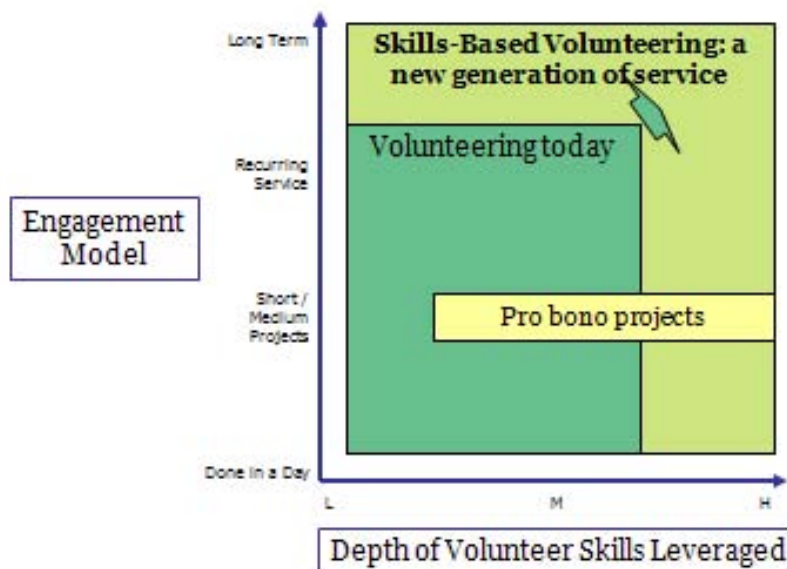 Long Term
Skills-Based Volunteering: a
new generation of service
Volunteering today
Recurring
Service
Engagement
Model
Short /
Medium
Projects
Pro bono projects
Done in a Day
L
M
H
Depth of Volunteer Skills Leveraged